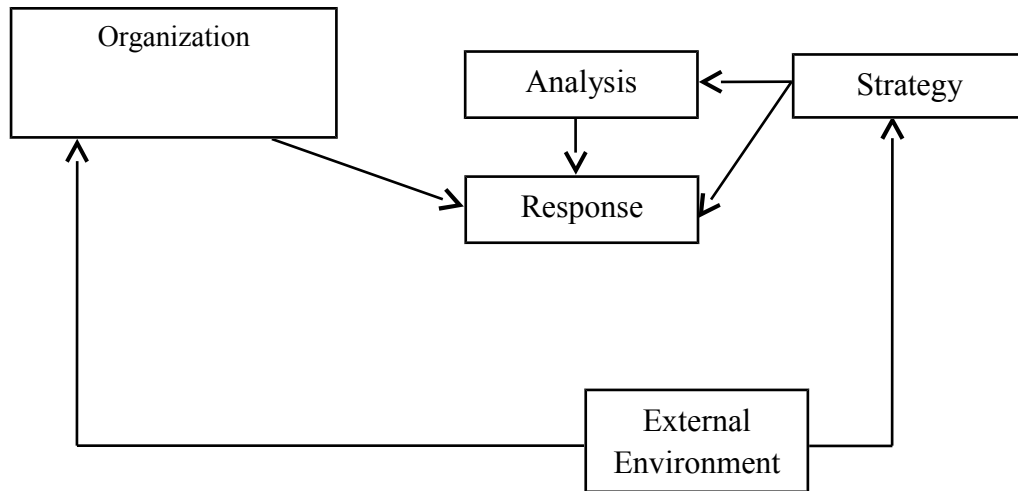 Organization
Analysis
Strategy
Response
External
Environment